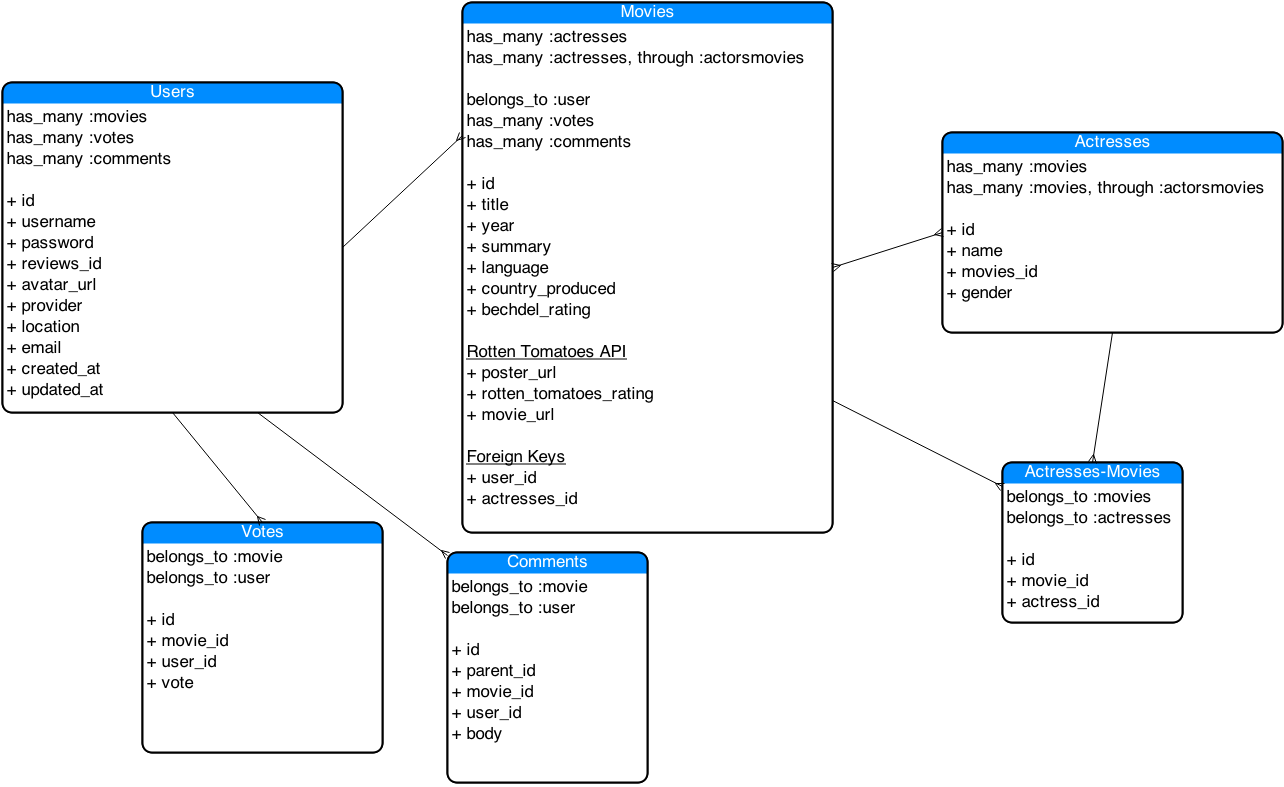 Users
has_many :movies
has_many :votes
has_many :comments
+ id
+ username
+ password
+ reviews_id
+ avatar_url
+ provider
+ location
+ email
+ created_at
+ updated_at
Movies
has_many :actresses
has_many :actresses, through :actorsmovies
belongs_to :user
has_many :votes
has_many :comments
+ id
+ title
+ year
+ summary
+ language
+ country_produced
+ bechdel_rating
Rotten Tomatoes API
+ poster_url
+ rotten_tomatoes_rating
+ movie_url
Foreign Keys
+ user_id
+ actresses_id
Actresses
has_many :movies
has_many :movies, through :actorsmovies
+ id
+ name
+ movies_id
+ gender
Votes
belongs_to :movie
belongs_to :user
+ id
+ movie_id
+ user_id
+ vote
Comments
belongs_to :movie
belongs_to :user
+ id
+ parent_id
+ movie_id
+ user_id
+ body
Actresses-Movies
belongs_to :movies
belongs_to :actresses
+ id
+ movie_id
+ actress_id